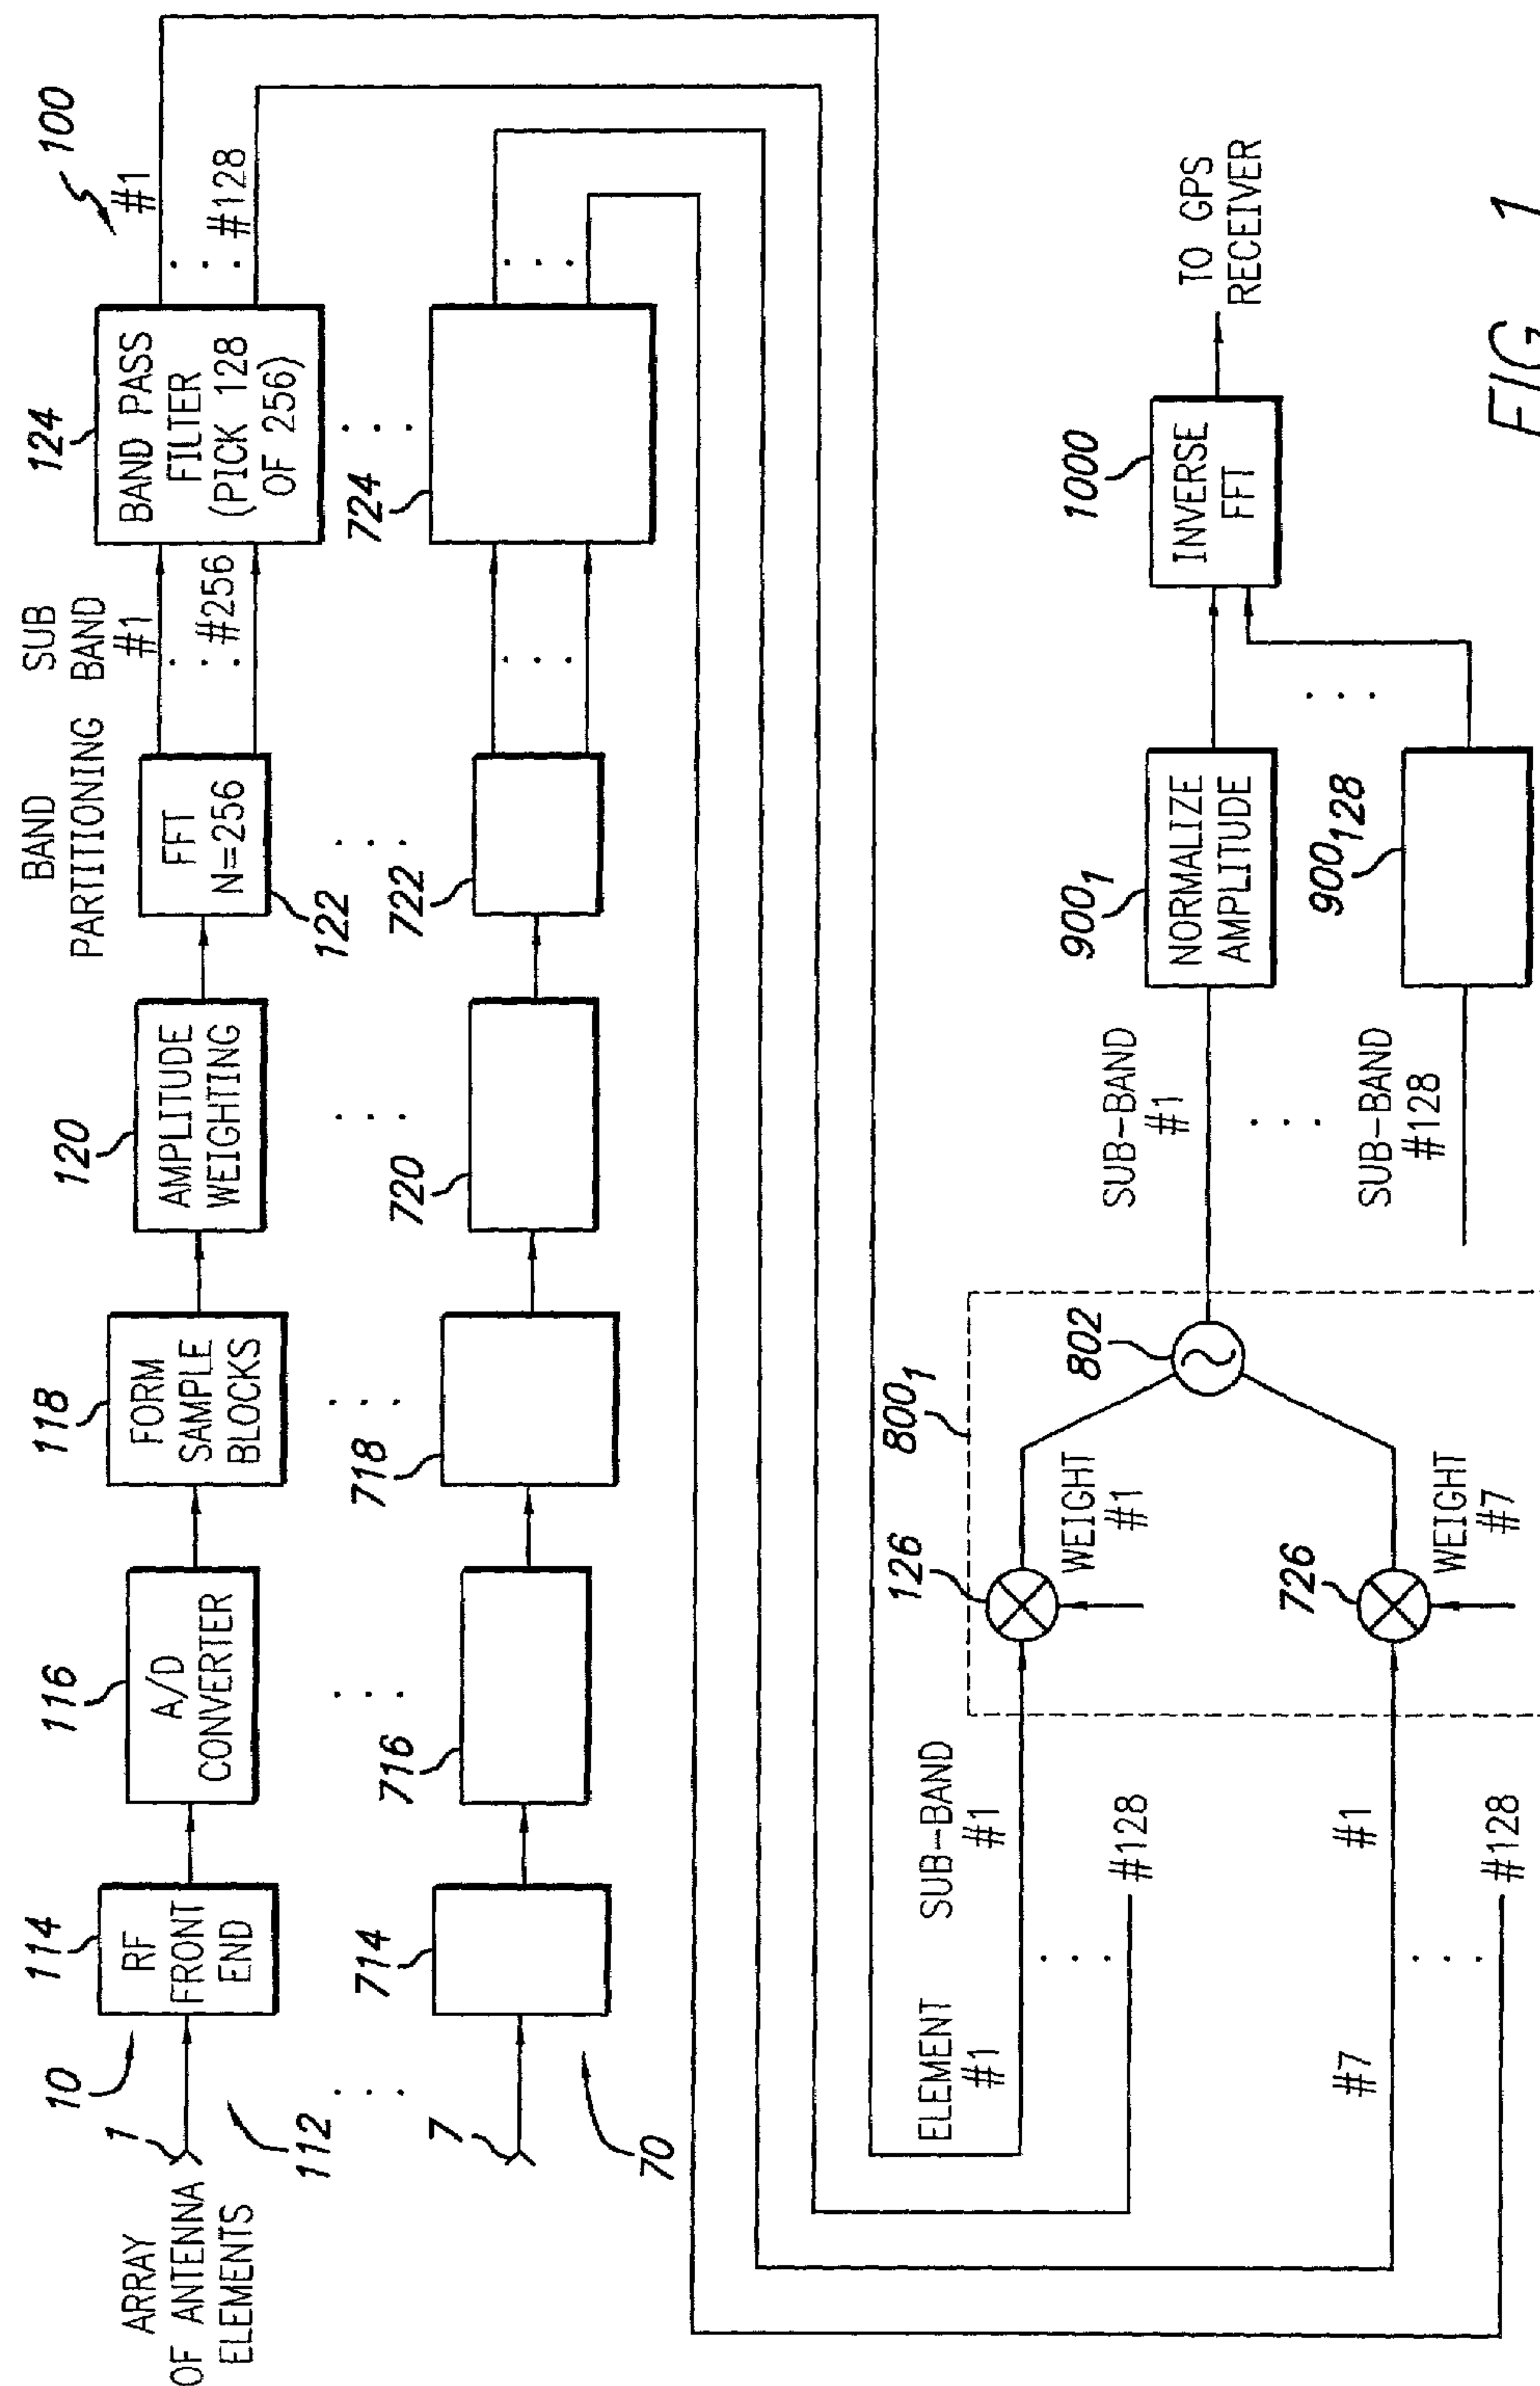 100
ARRAY
OF ANTENNA
ELEMENTS
1
10
112
114
RF
FRONT
END
116
A/D
CONVERTER
118
FORM
SAMPLE
BLOCKS
120
AMPLITUDE
WEIGHTING
BAND
PARTITIONING
FFT
N=256
122
SUB
BAND
#1
#256
124
BAND PASS
FILTER
(PICK 128
OF 256)
#1
#128
7
70
714
716
718
720
722
724
ELEMENT
#1
SUB-BAND
#1
#128
#7
#1
#128
800₁
126
WEIGHT
#1
726
WEIGHT
#7
802
SUB-BAND
#1
SUB-BAND
#128
900₁
NORMALIZE
AMPLITUDE
900₁₂₈
1000
INVERSE
FFT
TO GPS
RECEIVER
FIG 1